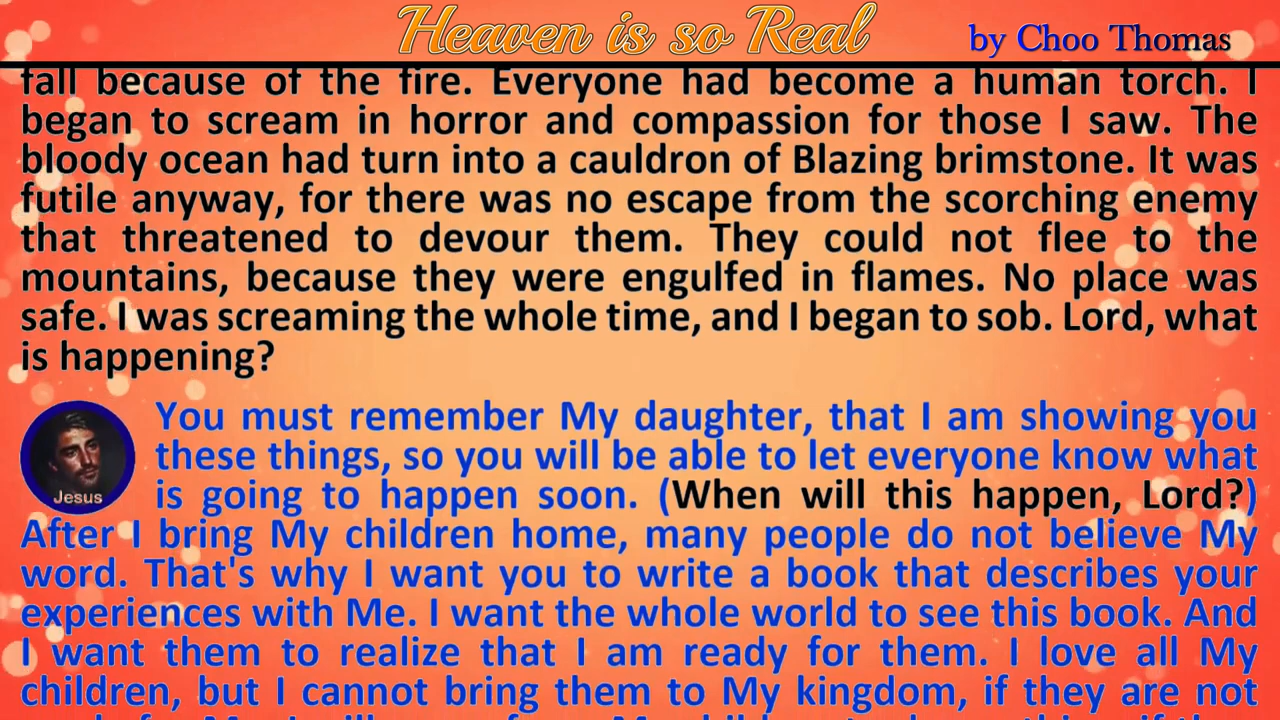 Heaven is so Real
by Choo Thomas
fall because of the fire. Everyone had become a human torch. I
began to scream in horror and compassion for those I saw. The
bloody ocean had turn into a cauldron of Blazing brimstone. It was
futile anyway, for there was no escape from the scorching enemy
that threatened to devour them. They could not flee to the
mountains, because they were engulfed in flames. No place was
safe. I was screaming the whole time, and I began to sob. Lord, what
is happening?
You must remember My daughter, that I am showing you
these things, so you will be able to let everyone know what
Jesus
is going to happen soon. (When will this happen, Lord?)
After I bring My children home, many people do not believe My
word. That's why I want you to write a book that describes your
experiences with Me. I want the whole world to see this book. And
I want them to realize that I am ready for them. I love all My
children, but I cannot bring them to My kingdom, if they are not